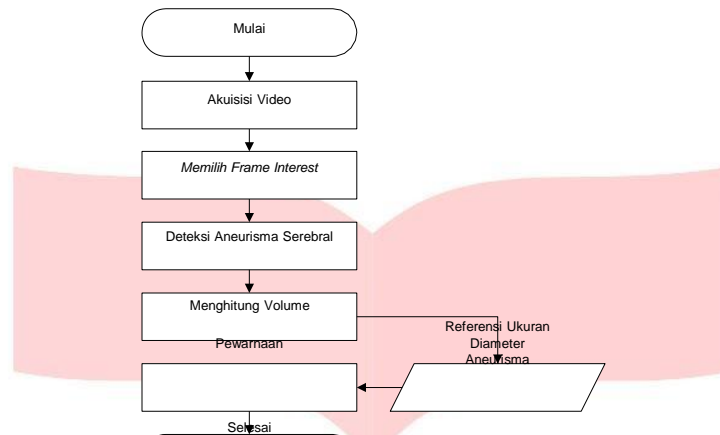 Mulai
Akuisisi Video
Memilih Frame Interest
Deteksi Aneurisma Serebral
Menghitung Volume
Referensi Ukuran
Diameter
Aneurisma
Pewarnaan
Selesai